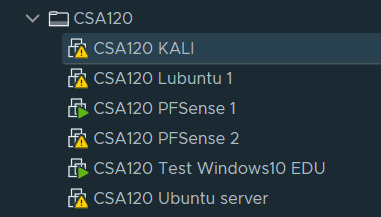 CSA120
CSA120 KALI
CSA120 Lubuntu 1
CSA120 PFSense 1
CSA120 PFSense 2
CSA120 Test Windows10 EDU
CSA120 Ubuntu server